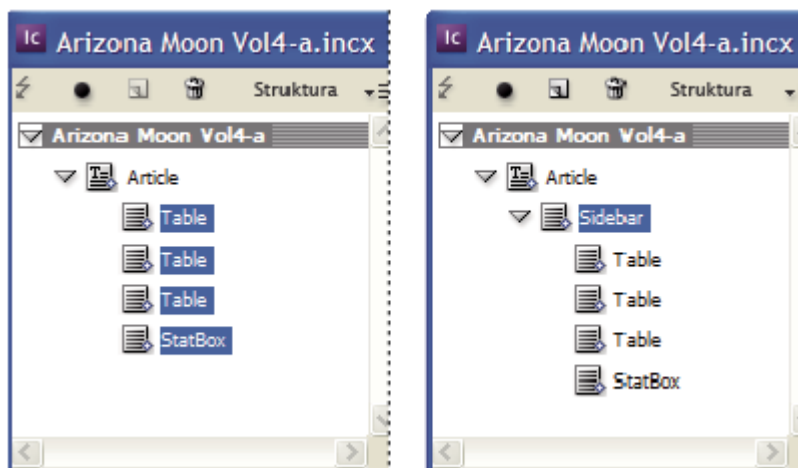 Ic Arizona Moon Vol4-a.incx
Struktura
Arizona Moon Vol4-a
Article
Table
Table
Table
StatBox
Ic Arizona Moon Vol4-a.incx
Struktura
Arizona Moon Vol4-a
Article
Sidebar
Table
Table
Table
StatBox